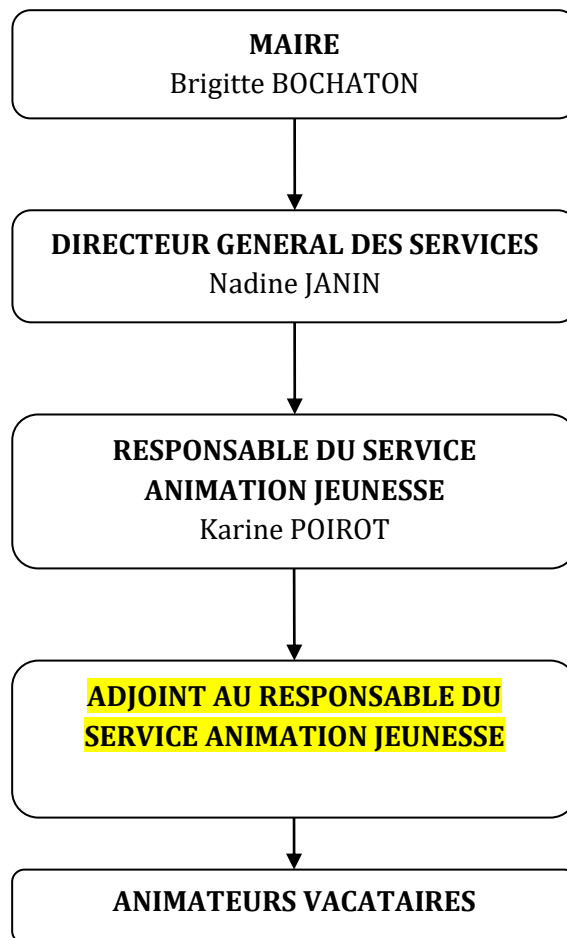 MAIRE
Brigitte BOCHATON
DIRECTEUR GENERAL DES SERVICES
Nadine JANIN
RESPONSABLE DU SERVICE
ANIMATION JEUNESSE
Karine POIROT
ADJOINT AU RESPONSABLE DU
SERVICE ANIMATION JEUNESSE
ANIMATEURS VACATAIRES